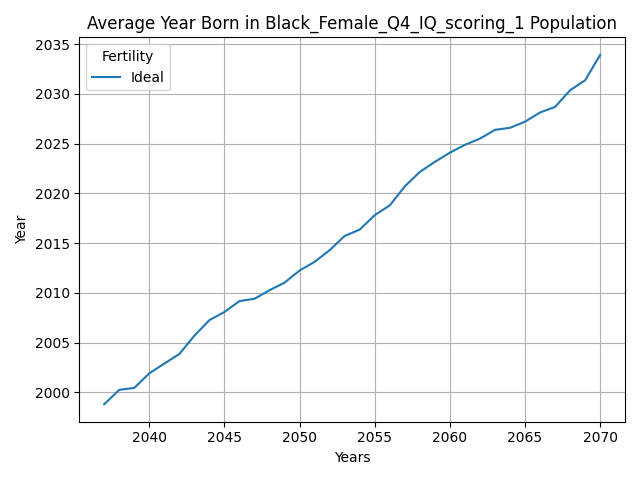 Average Year Born in Black_Female_Q4_IQ_scoring_1 Population
Fertility
Ideal
Year
2035
2030
2025
2020
2015
2010
2005
2000
2040 2045 2050 2055 2060 2065 2070
Years